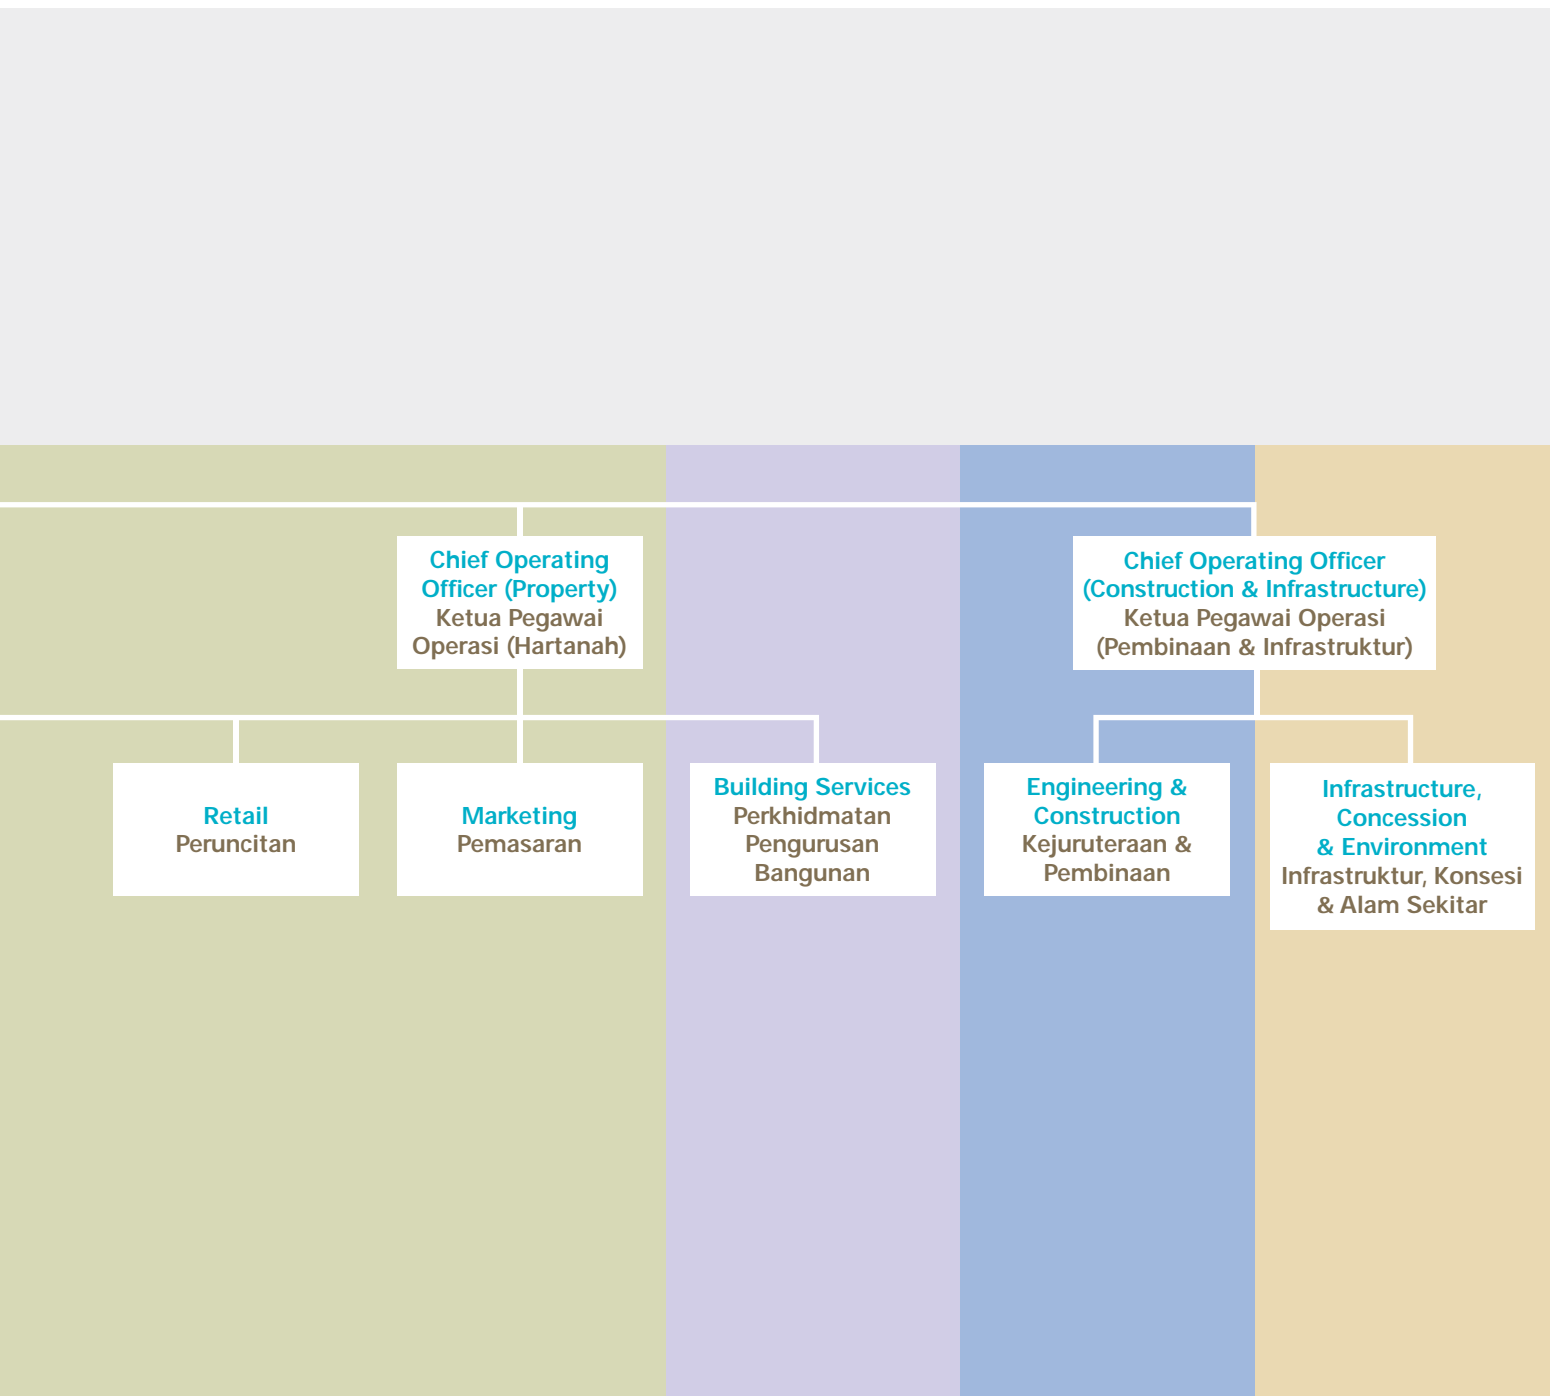 Chief Operating
Officer (Property)
Ketua Pegawai
Operasi (Hartanah)
Chief Operating Officer
(Construction & Infrastructure)
Ketua Pegawai Operasi
(Pembinaan & Infrastruktur)
Retail
Peruncitan
Marketing
Pemasaran
Building Services
Perkhidmatan
Pengurusan
Bangunan
Engineering &
Construction
Kejuruteraan &
Pembinaan
Infrastructure,
Concession
& Environment
Infrastruktur, Konsesi
& Alam Sekitar